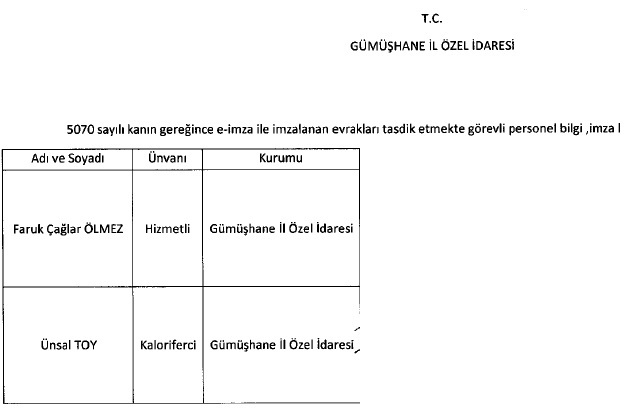 T.C.
GÜMÜŞHANE İL ÖZEL İDARESİ
5070 sayılı kanın gereğince e-imza ile imzalanan evrakları tasdik etmekte görevli personel bilgi ,imza
Adı ve Soyadı Ünvanı Kurumu
Faruk Çağlar ÖLMEZ Hizmetli Gümüşhane İl Özel İdaresi
Ünsal TOY Kaloriferci Gümüşhane İl Özel İdaresi